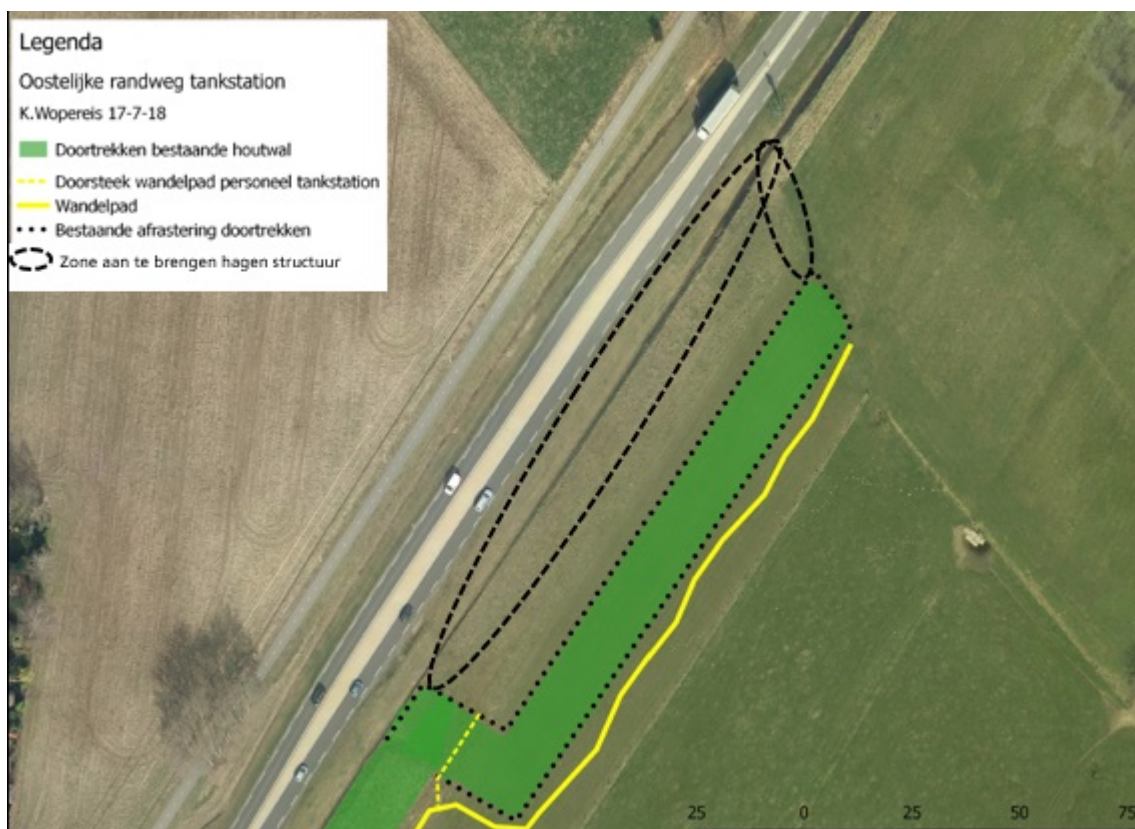 Legenda
Oostelijke randweg tankstation
K.Wopereis 17-7-18
Doortrekken bestaande houtwal
Doorsteek wandelpad personeel tankstation
Wandelpad
Bestaande afrastering doortrekken
Zone aan te brengen hagen structuur
25 0 25 50 75